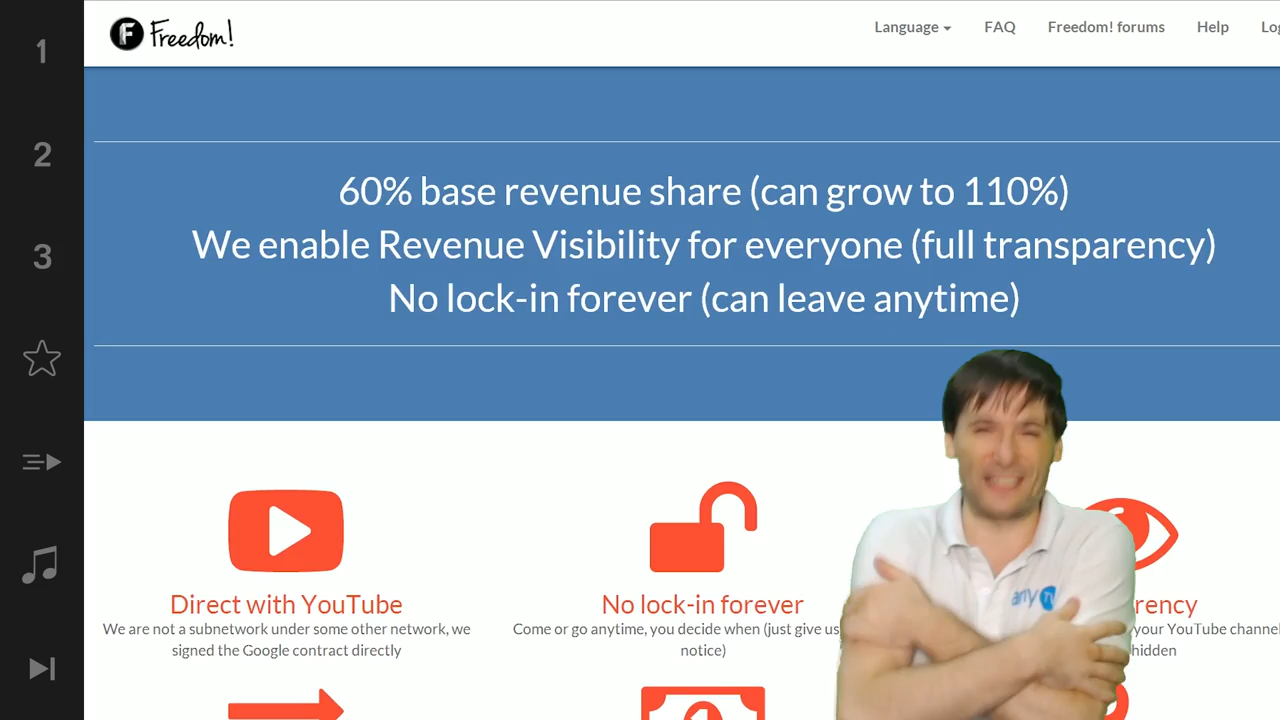 1
2
3
F Freedom!
Language FAQ Freedom! forums Help
60% base revenue share (can grow to 110%)
We enable Revenue Visibility for everyone (full transparency)
No lock-in forever (can leave anytime)
Direct with YouTube
We are not a subnetwork under some other network, we
signed the Google contract directly
No lock-in forever
Come or go anytime, you decide when (just give us
notice)
rency
your YouTube channel
hidden
any TV